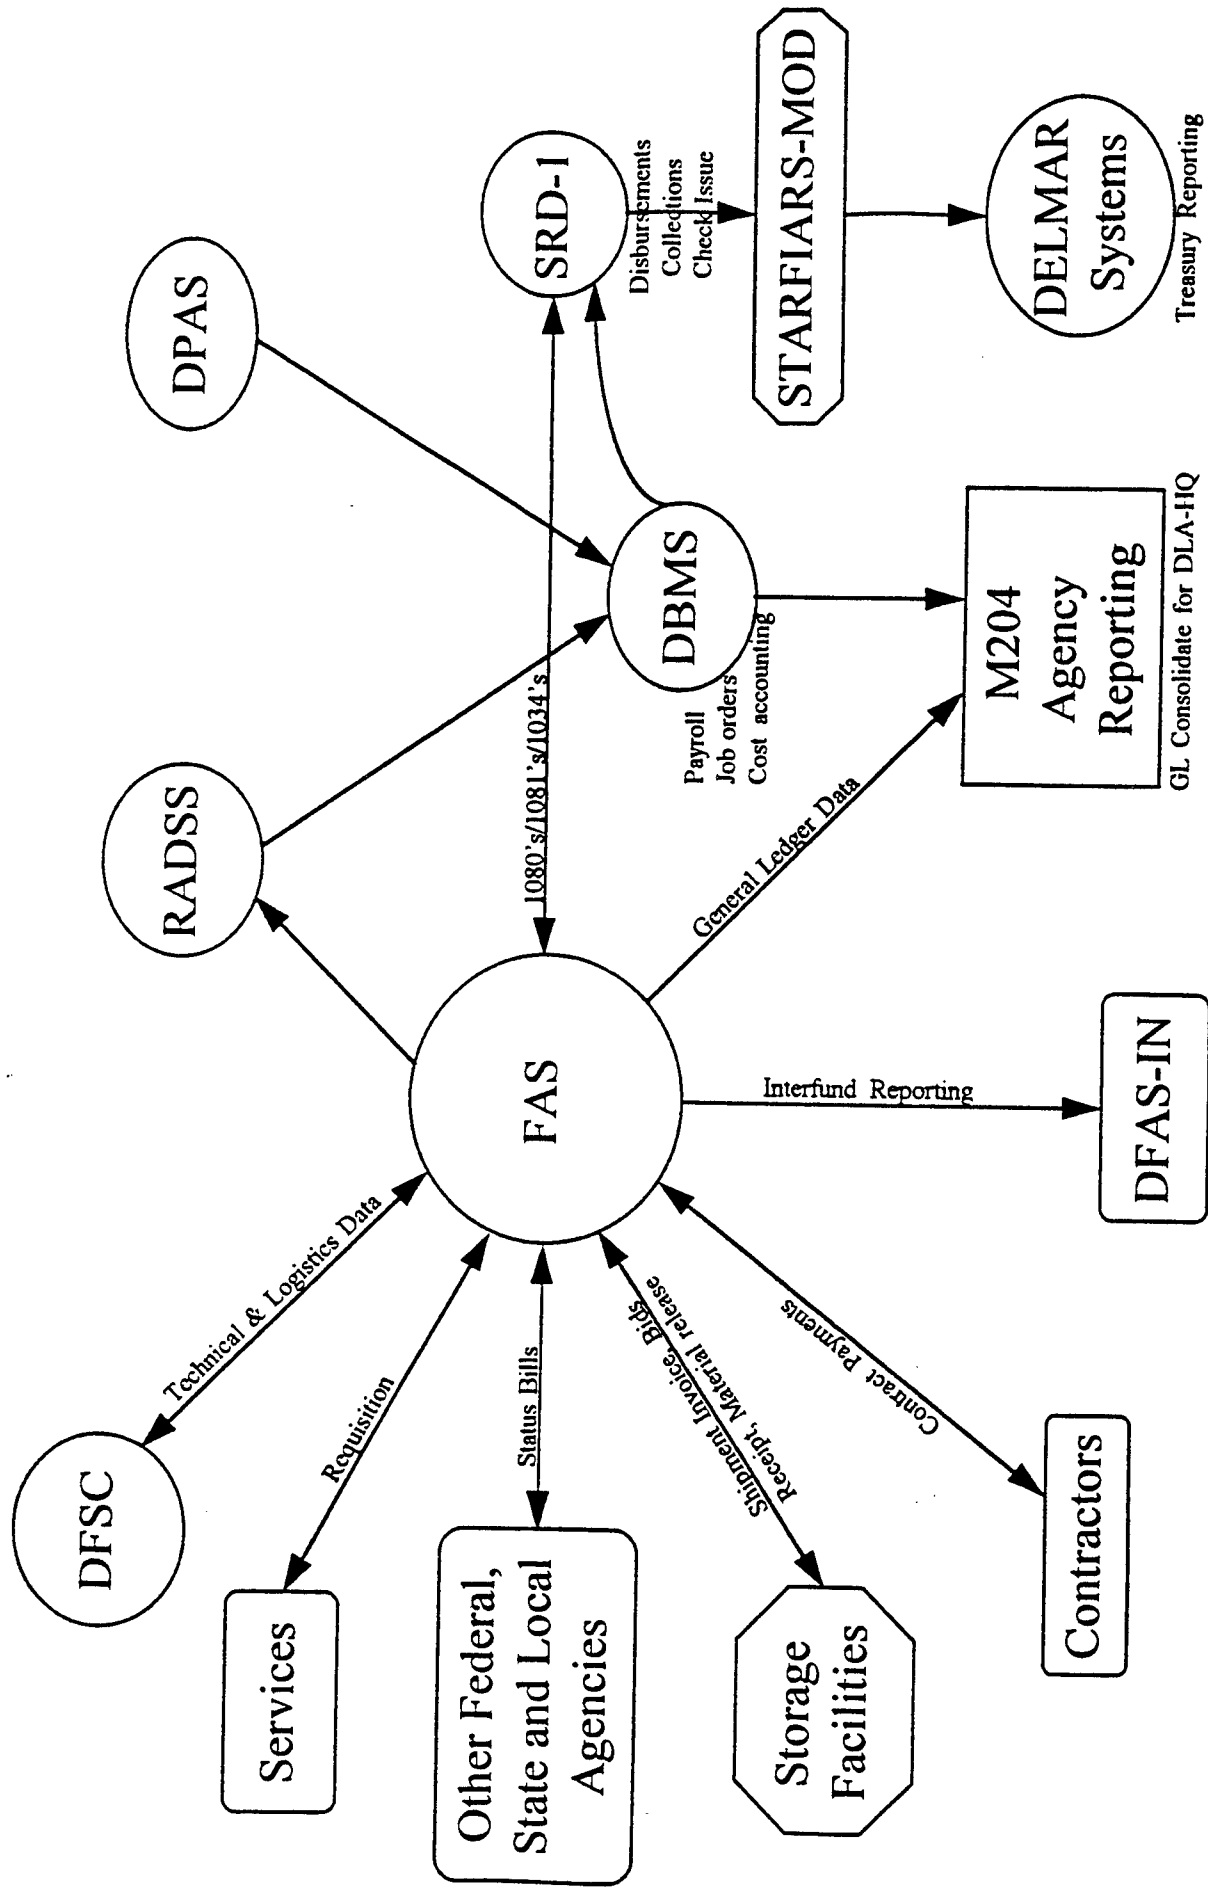 DFSC
Technical & Logistics Data
Services
Requisition
Other Federal,
State and Local
Agencies
Status Bills
Storage
Facilities
Shipment Invoice, Bids
Receipt, Material release
Contractors
Contract Payments
FAS
Interfund Reporting
DFAS-IN
General Ledger Data
RADSS
1080's/1081's/1034's
DPAS
DBMS
Payroll
Job orders
Cost accounting
M204
Agency
Reporting
GL Consolidate for DLA-HQ
SRD-1
Disbursements
Collections
Check Issue
STARFIARS-MOD
DELMAR
Systems
Treasury Reporting